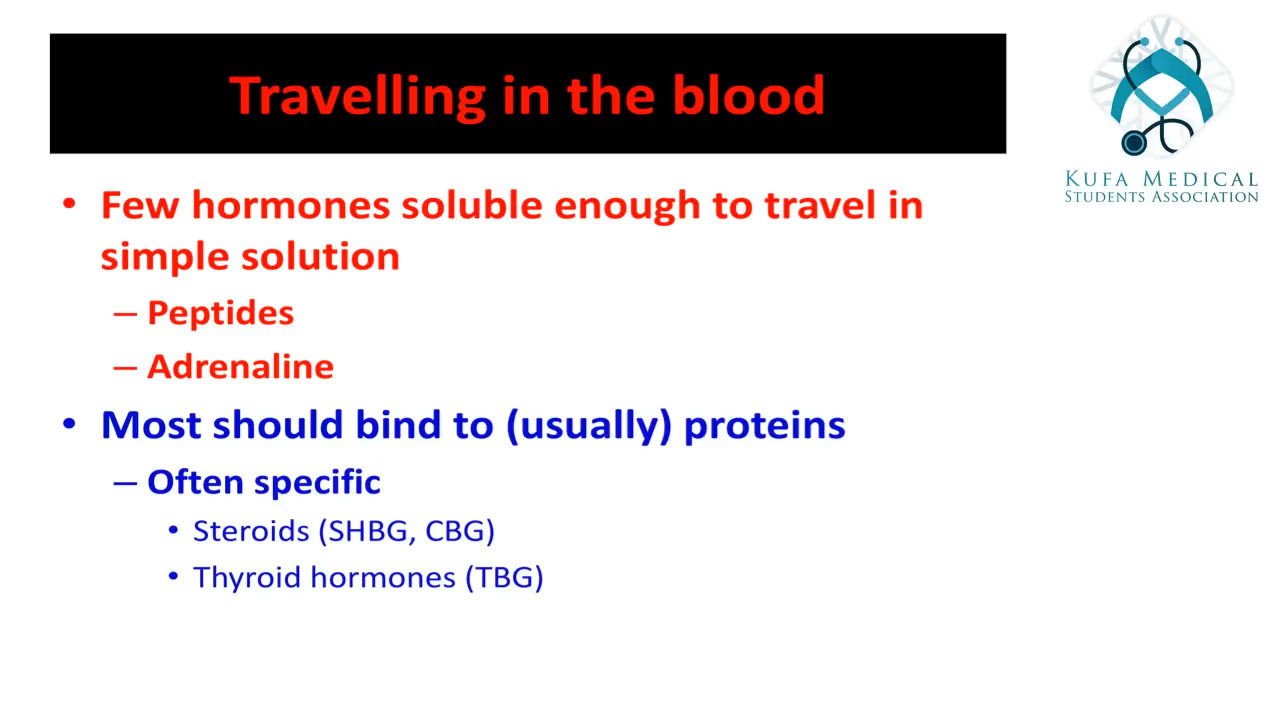 Travelling in the blood
KUFA MEDICAL
STUDENTS ASSOCIATION
• Few hormones soluble enough to travel in
simple solution
– Peptides
– Adrenaline
• Most should bind to (usually) proteins
– Often specific
• Steroids (SHBG, CBG)
• Thyroid hormones (TBG)